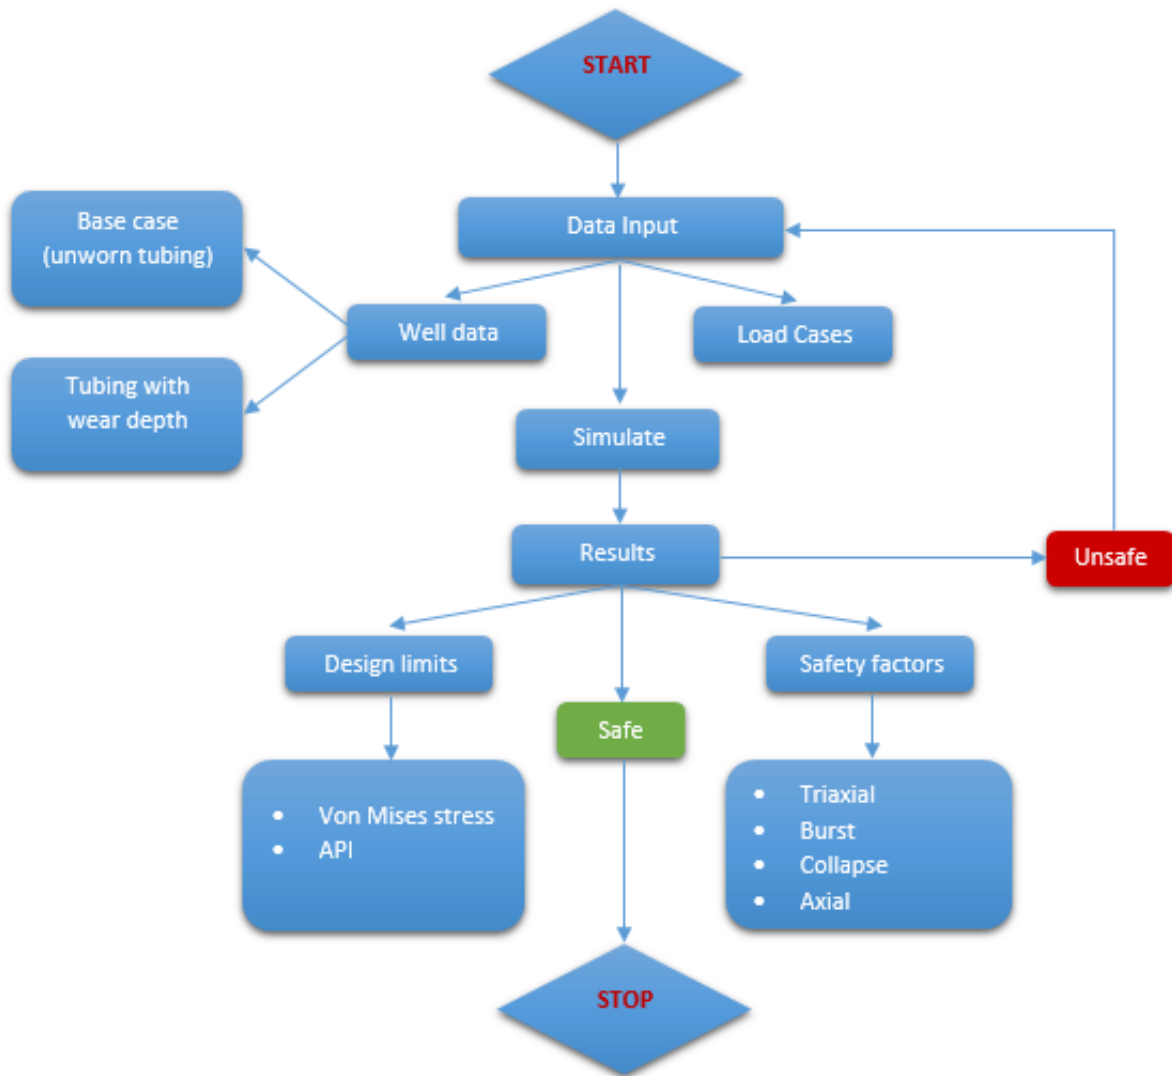 START
Data Input
Base case
(unworn tubing)
Well data
Load Cases
Tubing with
wear depth
Simulate
Results
Unsafe
Design limits
Safety factors
Safe
• Von Mises stress
• API
• Triaxial
• Burst
• Collapse
• Axial
STOP